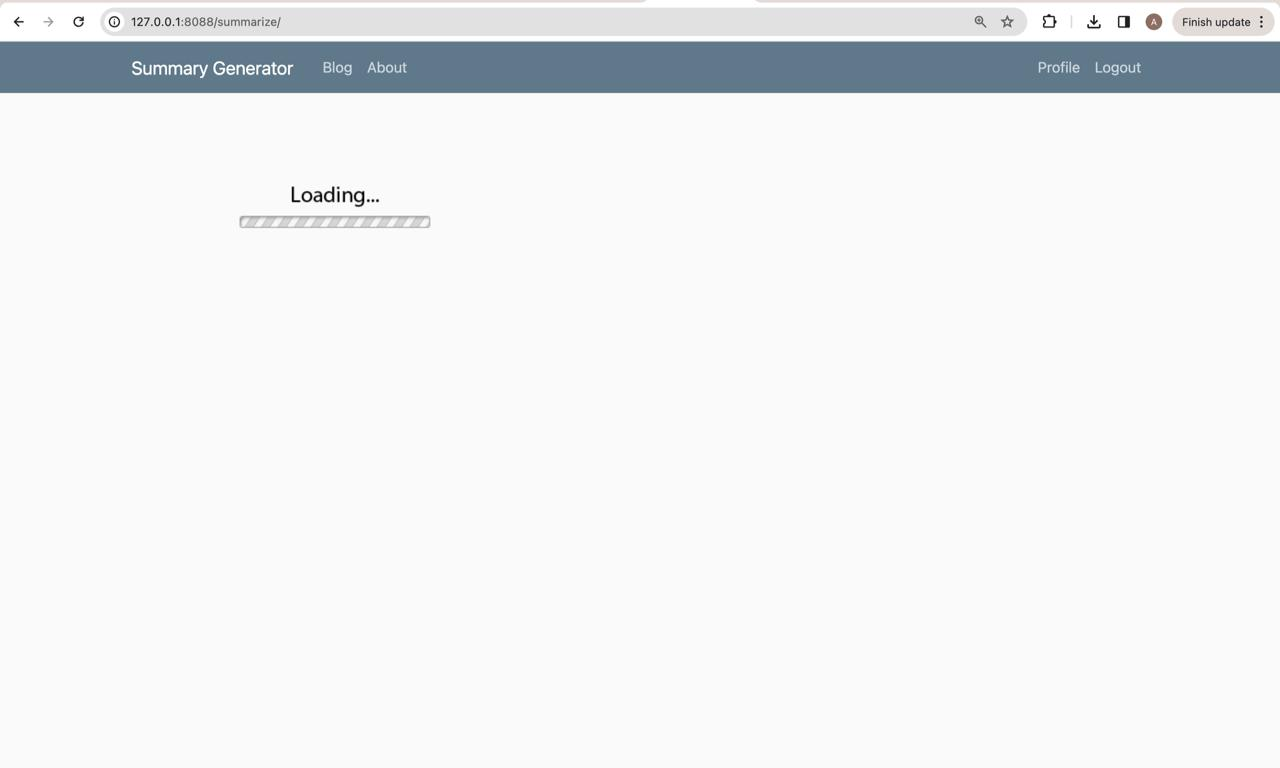 127.0.0.1:8088/summarize/
A
Finish update
Summary Generator
Blog
About
Profile
Logout
Loading...